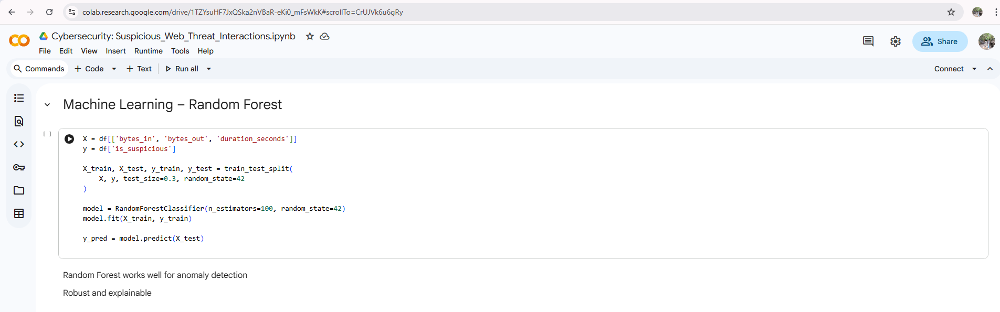 colab.research.google.com/drive/1TZYsuHF7JxQSka2nVBaR-eKi0_mFsWkK#scrollTo=CrUJVk6u6gRy
Cybersecurity: Suspicious_Web_Threat_Interactions.ipynb
File Edit View Insert Runtime Tools Help
Share
Commands + Code + Text Run all
Connect
Machine Learning – Random Forest
[ ]
X = df[['bytes_in', 'bytes_out', 'duration_seconds']]
y = df['is_suspicious']
X_train, X_test, y_train, y_test = train_test_split(
    X, y, test_size=0.3, random_state=42
)
model = RandomForestClassifier(n_estimators=100, random_state=42)
model.fit(X_train, y_train)
y_pred = model.predict(X_test)
Random Forest works well for anomaly detection
Robust and explainable